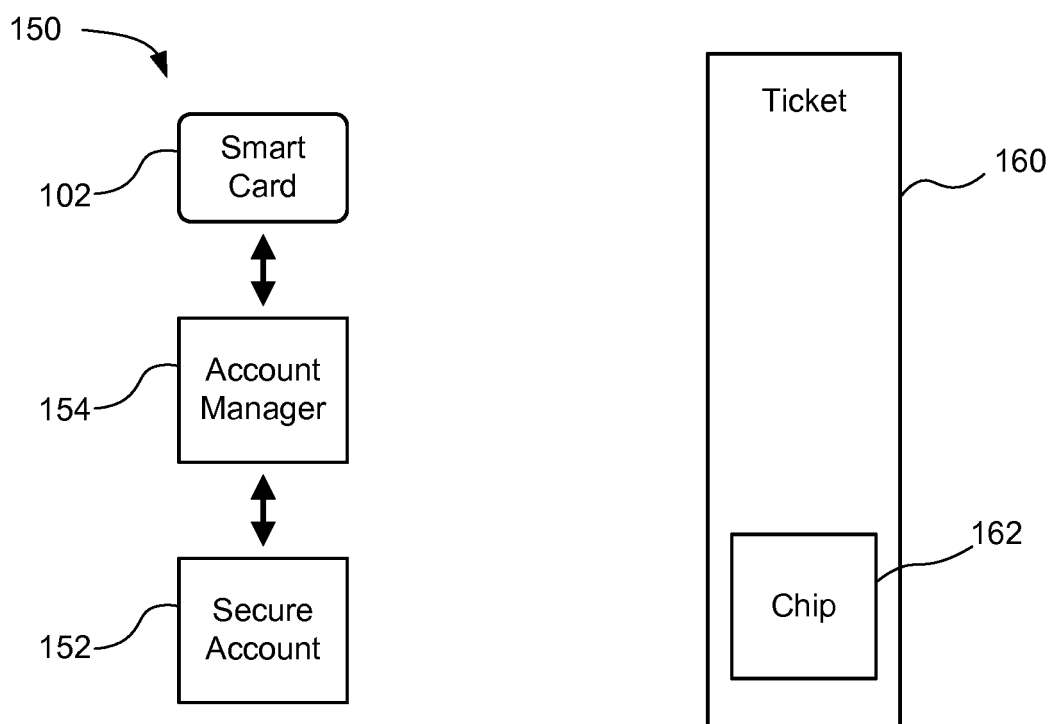 150
Smart
Card
102
Account
Manager
154
Secure
Account
152
Ticket
160
162
Chip